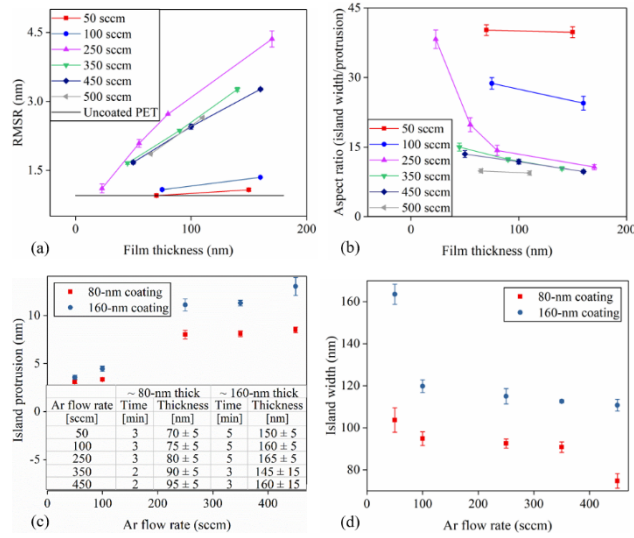 50 sccm
100 sccm
250 sccm
350 sccm
450 sccm
500 sccm
Uncoated PET
RMSR (nm)
4.5
3.0
1.5
0 100 200
(a)
Film thickness (nm)
Aspect ratio (island width/protrusion)
45
30
15
0
50 sccm
100 sccm
250 sccm
350 sccm
450 sccm
500 sccm
0 100 200
(b)
Film thickness (nm)
80-nm coating
160-nm coating
Island protrusion (nm)
10
5
0
-5
~ 80-nm thick ~ 160-nm thick
Ar flow rate Time Thickness Time Thickness
[sccm] [min] [nm] [min] [nm]
50 3 70 ± 5 5 150 ± 5
100 3 75 ± 5 5 160 ± 5
250 3 80 ± 5 5 165 ± 5
350 2 90 ± 5 3 145 ± 15
450 2 95 ± 5 3 160 ± 15
0 100 200 300 400
(c)
Ar flow rate (sccm)
80-nm coating
160-nm coating
Island width (nm)
160
140
120
100
80
0 100 200 300 400
(d)
Ar flow rate (sccm)